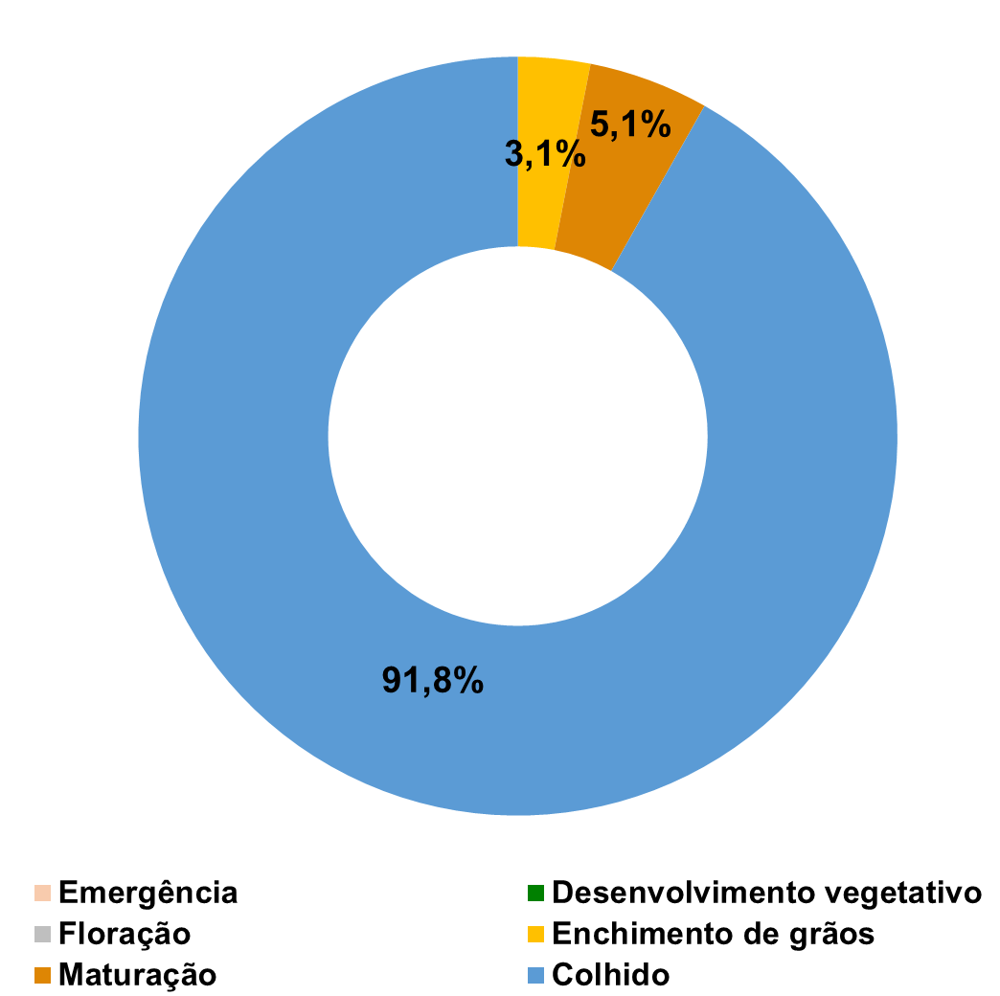 3,1%
5,1%
91,8%
Emergência
Desenvolvimento vegetativo
Floração
Enchimento de grãos
Maturação
Colhido